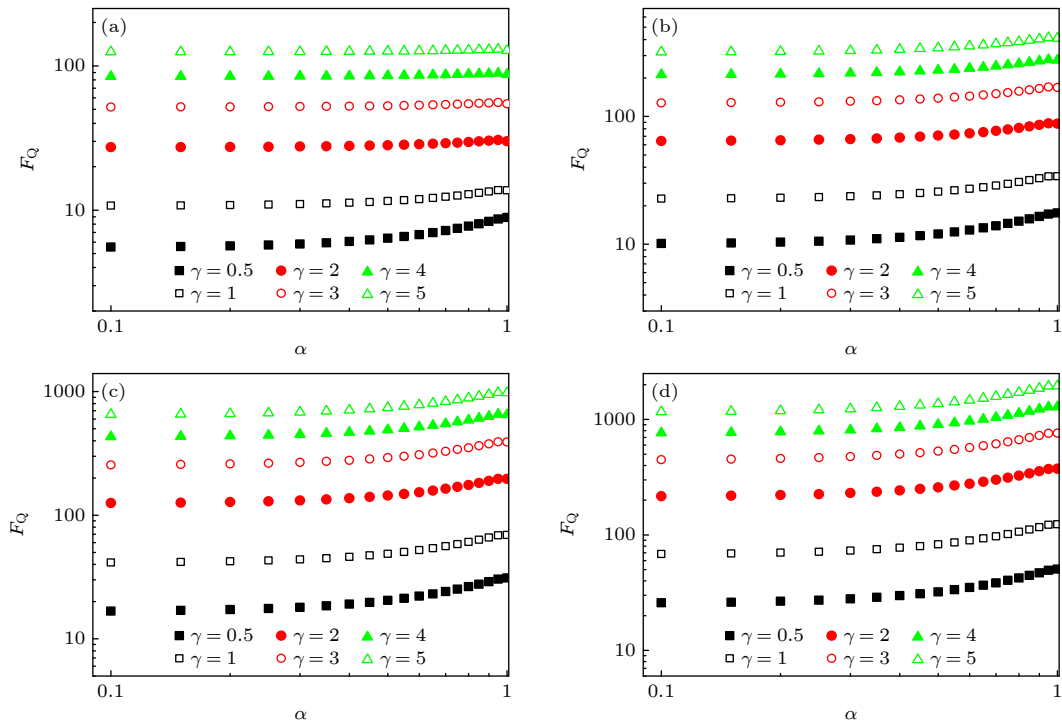 (a)
100
10
F_Q
γ = 0.5 γ = 2 γ = 4
γ = 1 γ = 3 γ = 5
0.1 1
α
(b)
100
10
F_Q
γ = 0.5 γ = 2 γ = 4
γ = 1 γ = 3 γ = 5
0.1 1
α
(c)
1000
100
10
F_Q
γ = 0.5 γ = 2 γ = 4
γ = 1 γ = 3 γ = 5
0.1 1
α
(d)
1000
100
10
F_Q
γ = 0.5 γ = 2 γ = 4
γ = 1 γ = 3 γ = 5
0.1 1
α